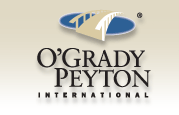 ®
O'GRADY
PEYTON
INTERNATIONAL